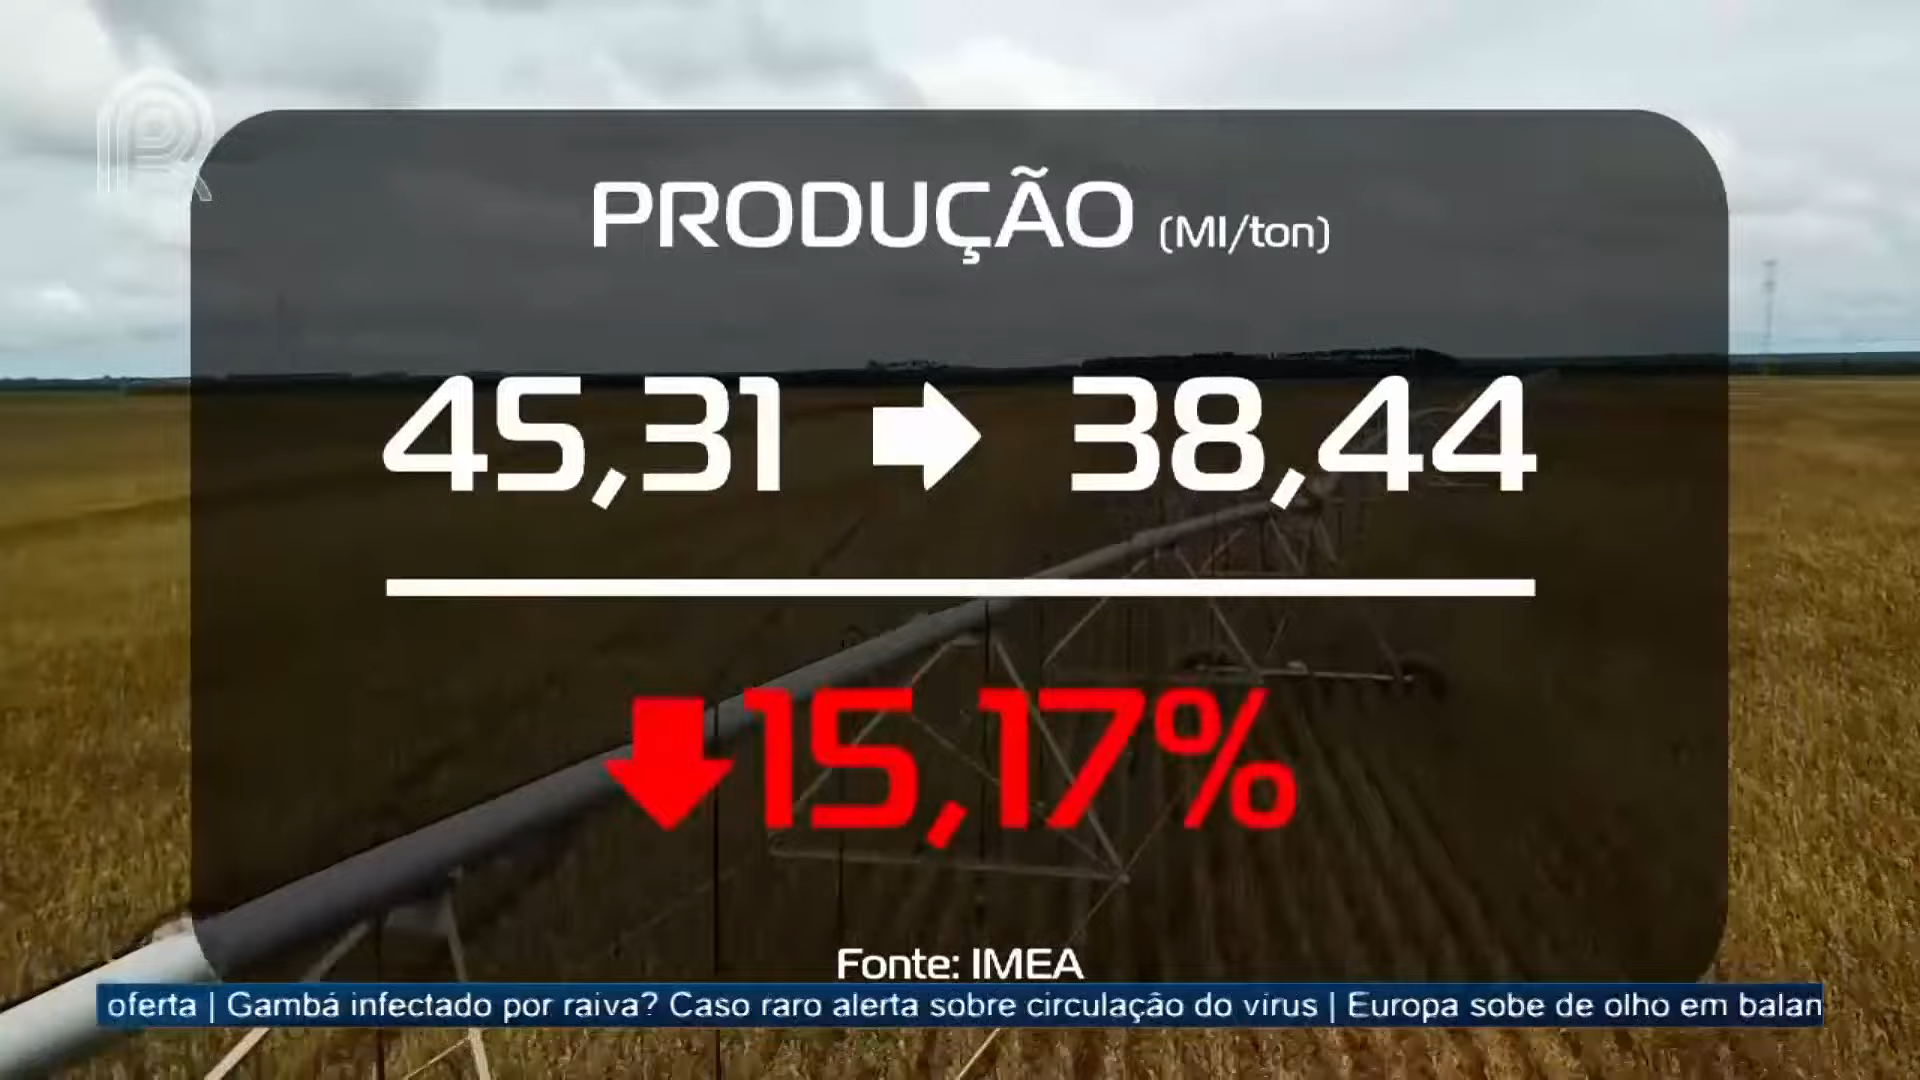 PRODUÇÃO (MI/ton)
45,31 38,44
15,17%
Fonte: IMEA
oferta | Gambá infectado por raiva? Caso raro alerta sobre circulação do vírus | Europa sobe de olho em balan